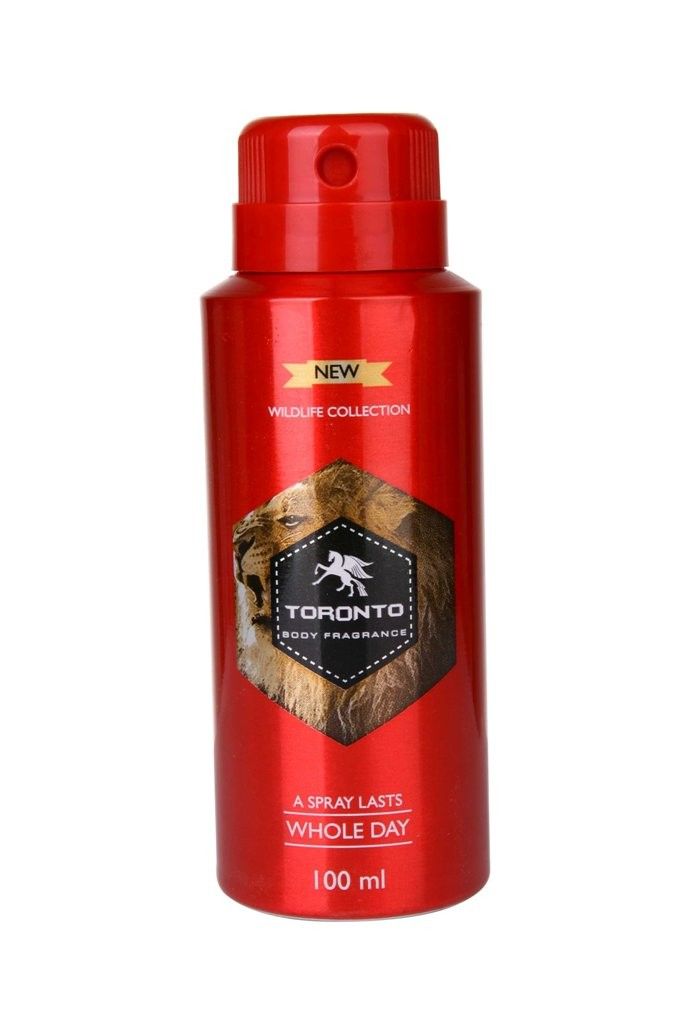 NEW
WILDLIFE COLLECTION
TORONTO
BODY FRAGRANCE
A SPRAY LASTS
WHOLE DAY
100 ml